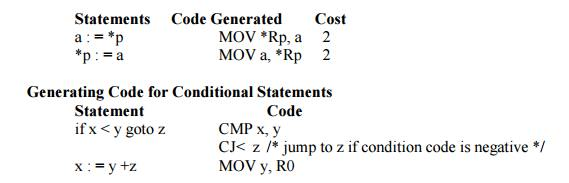 Statements Code Generated Cost
a : = *p MOV *Rp, a 2
*p : = a MOV a, *Rp 2
Generating Code for Conditional Statements
Statement Code
if x < y goto z CMP x, y
CJ< z /* jump to z if condition code is negative */
x : = y +z MOV y, R0